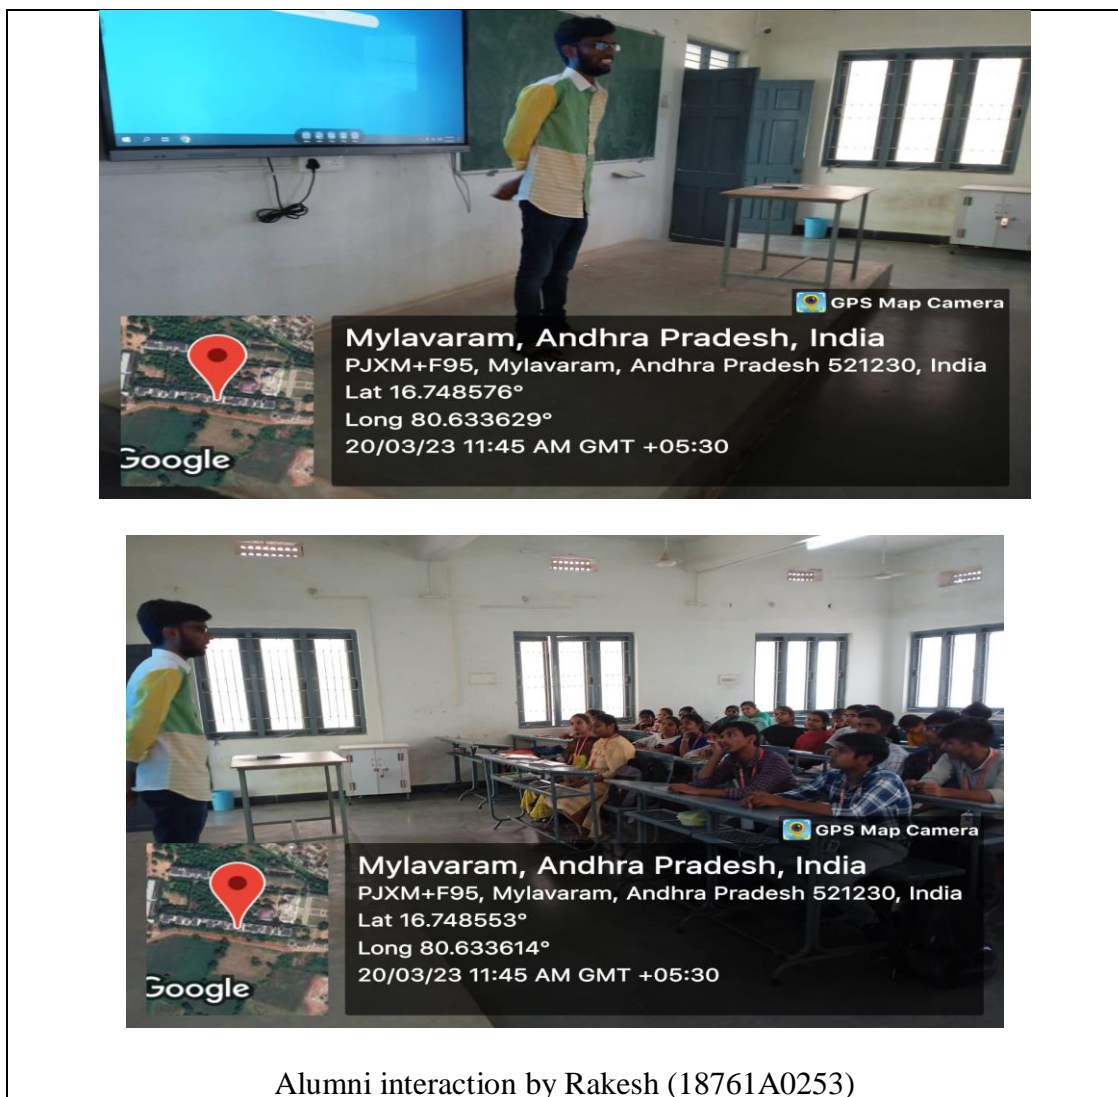 GPS Map Camera
Mylavaram, Andhra Pradesh, India
PJXM+F95, Mylavaram, Andhra Pradesh 521230, India
Lat 16.748576°
Long 80.633629°
20/03/23 11:45 AM GMT +05:30
Google
GPS Map Camera
Mylavaram, Andhra Pradesh, India
PJXM+F95, Mylavaram, Andhra Pradesh 521230, India
Lat 16.748553°
Long 80.633614°
20/03/23 11:45 AM GMT +05:30
Google
Alumni interaction by Rakesh (18761A0253)